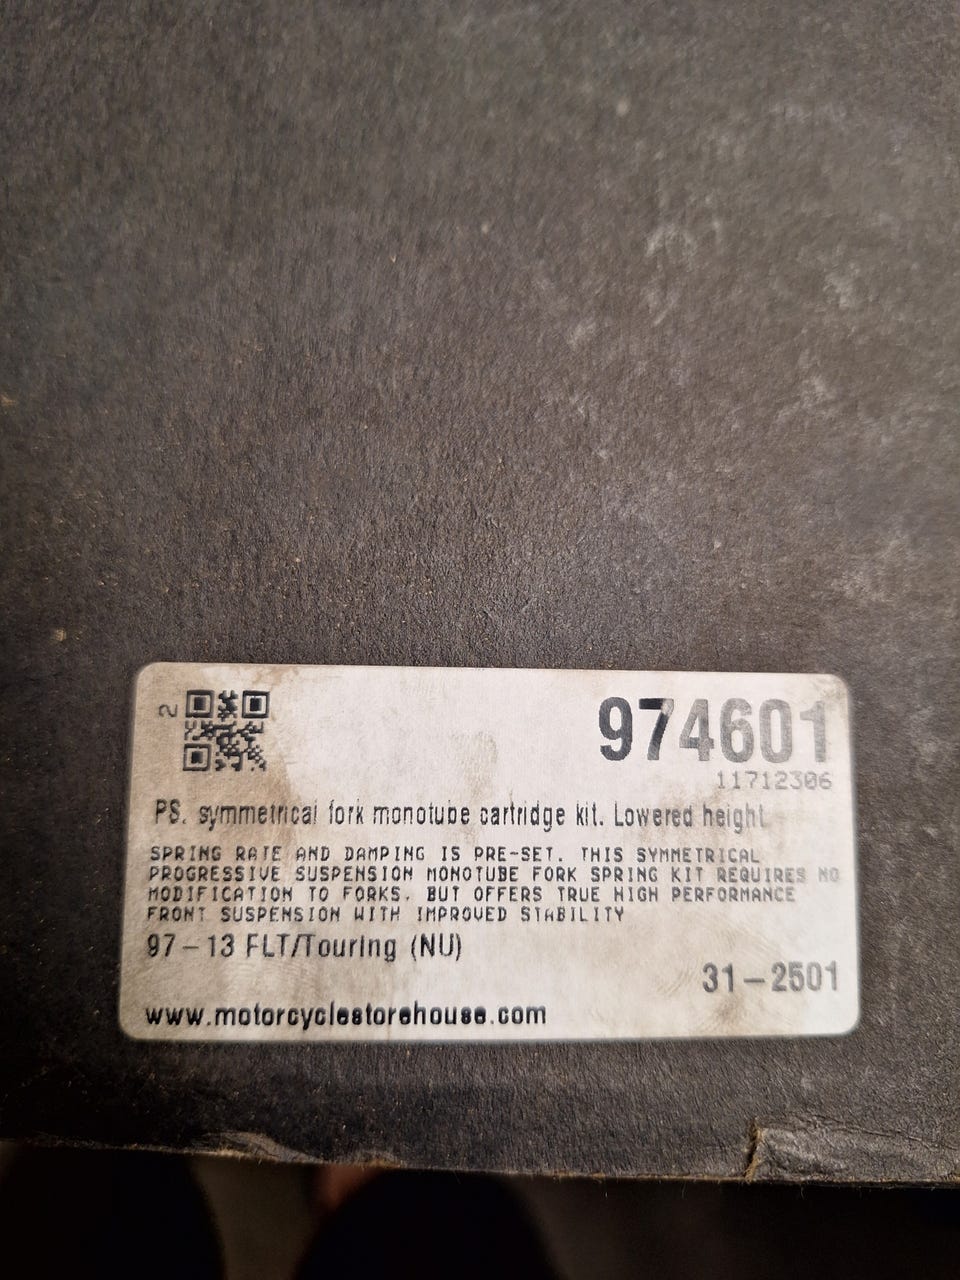 2
974601
11712306
PS. symmetrical fork monotube cartridge kit. Lowered height
SPRING RATE AND DAMPING IS PRE-SET. THIS SYMMETRICAL
PROGRESSIVE SUSPENSION MONOTUBE FORK SPRING KIT REQUIRES NO
MODIFICATION TO FORKS, BUT OFFERS TRUE HIGH PERFORMANCE
FRONT SUSPENSION WITH IMPROVED STABILITY
97-13 FLT/Touring (NU)
31-2501
www.motorcyclestorehouse.com